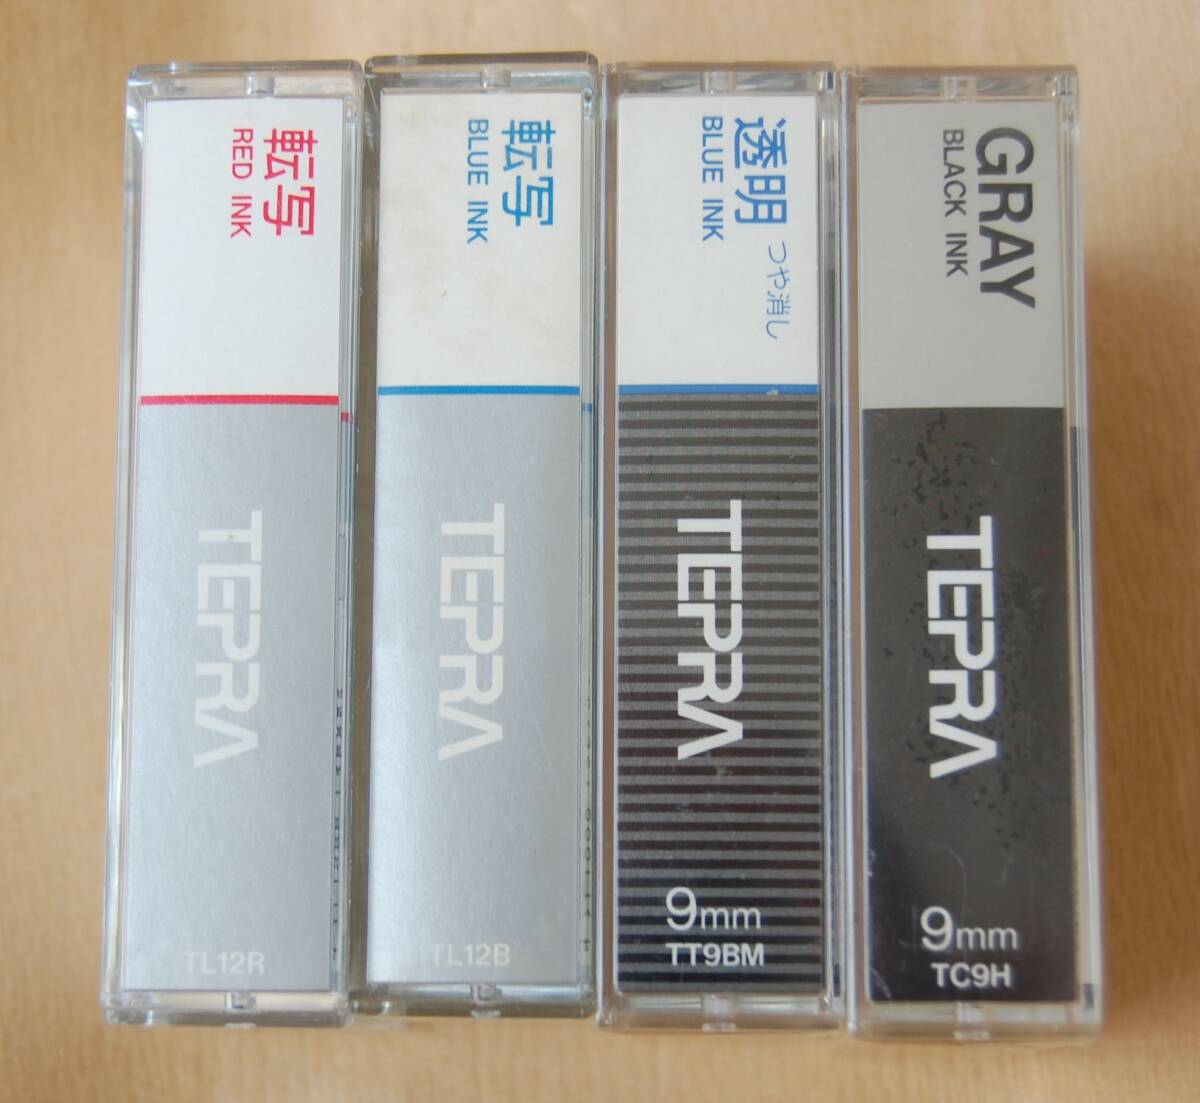 転写
RED INK
TEPRA
TL12R
転写
BLUE INK
TEPRA
TL12B
透明 つや消し
BLUE INK
TEPRA
9mm
TT9BM
GRAY
BLACK INK
TEPRA
9mm
TC9H